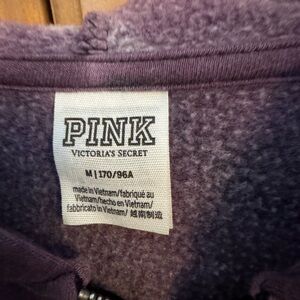 PINK
VICTORIA'S SECRET
M | 170/96A
made in Vietnam/fabriqué au
Vietnam/hecho en Vietnam/
fabbricato in Vietnam/ 越南制造